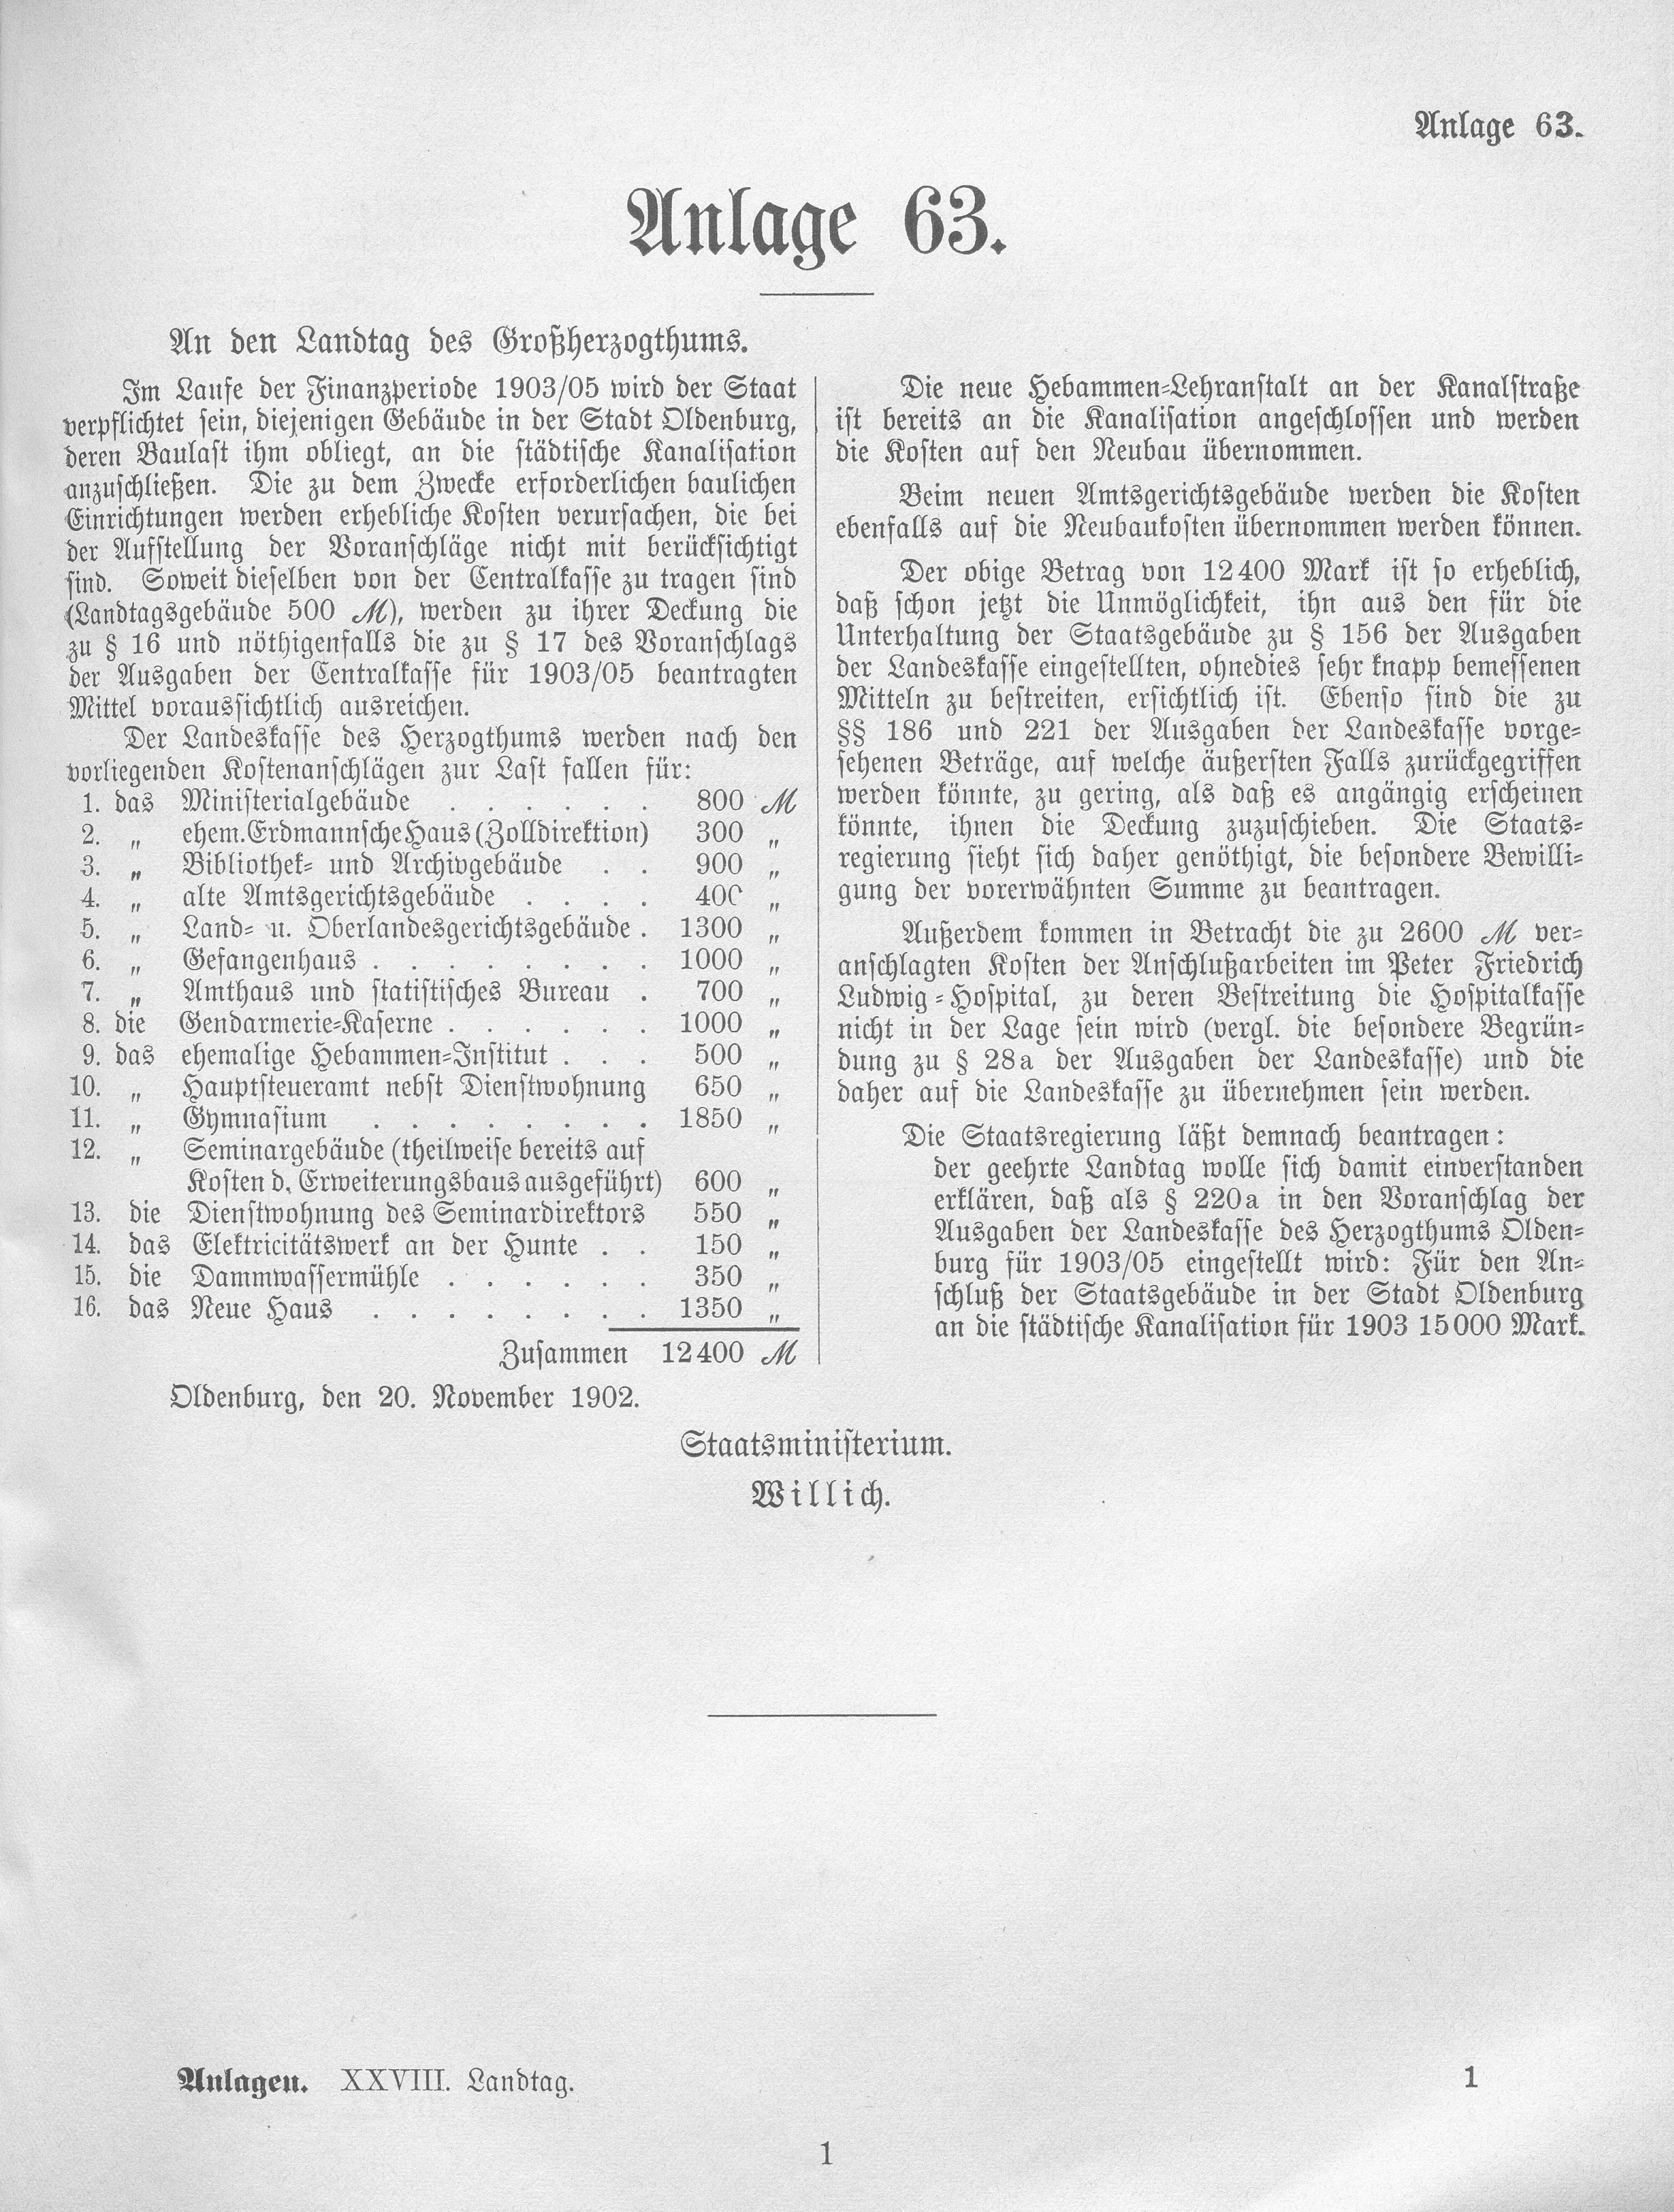 Anlage 63.
Anlage 63.
An den Landtag des Großherzogthums.
Im Laufe der Finanzperiode 1903/05 wird der Staat
verpflichtet sein, diejenigen Gebäude in der Stadt Oldenburg,
deren Baulast ihm obliegt, an die städtische Kanalisation
anzuschließen. Die zu dem Zwecke erforderlichen baulichen
Einrichtungen werden erhebliche Kosten verursachen, die bei
der Aufstellung der Voranschläge nicht mit berücksichtigt
sind. Soweit dieselben von der Centralkasse zu tragen sind
(Landtagsgebäude 500 ℳ), werden zu ihrer Deckung die
zu § 16 und nöthigenfalls die zu § 17 des Voranschlags
der Ausgaben der Centralkasse für 1903/05 beantragten
Mittel voraussichtlich ausreichen.
Der Landeskasse des Herzogthums werden nach den
vorliegenden Kostenanschlägen zur Last fallen für:
1. das Ministerialgebäude . . . . . . 800 ℳ
2. „ ehem. Erdmannsche Haus (Zolldirektion) 300 „
3. „ Bibliothek- und Archivgebäude . . 900 „
4. „ alte Amtsgerichtsgebäude . . . . 400 „
5. „ Land- u. Oberlandesgerichtsgebäude . 1300 „
6. „ Gefangenhaus . . . . . . . . 1000 „
7. „ Amthaus und statistisches Bureau . 700 „
8. die Gendarmerie-Kaserne . . . . . . 1000 „
9. das ehemalige Hebammen-Institut . . . 500 „
10. „ Hauptsteueramt nebst Dienstwohnung 650 „
11. „ Gymnasium . . . . . . . . 1850 „
12. „ Seminargebäude (theilweise bereits auf
Kosten d. Erweiterungsbaus ausgeführt) 600 „
13. die Dienstwohnung des Seminardirektors 550 „
14. das Elektricitätswerk an der Hunte . . 150 „
15. die Dammwassermühle . . . . . . 350 „
16. das Neue Haus . . . . . . . . 1350 „
Zusammen 12400 ℳ
Die neue Hebammen-Lehranstalt an der Kanalstraße
ist bereits an die Kanalisation angeschlossen und werden
die Kosten auf den Neubau übernommen.
Beim neuen Amtsgerichtsgebäude werden die Kosten
ebenfalls auf die Neubaukosten übernommen werden können.
Der obige Betrag von 12400 Mark ist so erheblich,
daß schon jetzt die Unmöglichkeit, ihn aus den für die
Unterhaltung der Staatsgebäude zu § 156 der Ausgaben
der Landeskasse eingestellten, ohnedies sehr knapp bemessenen
Mitteln zu bestreiten, ersichtlich ist. Ebenso sind die zu
§§ 186 und 221 der Ausgaben der Landeskasse vorge-
sehenen Beträge, auf welche äußersten Falls zurückgegriffen
werden könnte, zu gering, als daß es angängig erscheinen
könnte, ihnen die Deckung zuzuschieben. Die Staats-
regierung sieht sich daher genöthigt, die besondere Bewilli-
gung der vorerwähnten Summe zu beantragen.
Außerdem kommen in Betracht die zu 2600 ℳ ver-
anschlagten Kosten der Anschlußarbeiten im Peter Friedrich
Ludwig-Hospital, zu deren Bestreitung die Hospitalkasse
nicht in der Lage sein wird (vergl. die besondere Begrün-
dung zu § 28a der Ausgaben der Landeskasse) und die
daher auf die Landeskasse zu übernehmen sein werden.
Die Staatsregierung läßt demnach beantragen:
der geehrte Landtag wolle sich damit einverstanden
erklären, daß als § 220a in den Voranschlag der
Ausgaben der Landeskasse des Herzogthums Olden-
burg für 1903/05 eingestellt wird: Für den An-
schluß der Staatsgebäude in der Stadt Oldenburg
an die städtische Kanalisation für 1903 15000 Mark.
Oldenburg, den 20. November 1902.
Staatsministerium.
Willich.
Anlagen. XXVIII. Landtag. 1
1